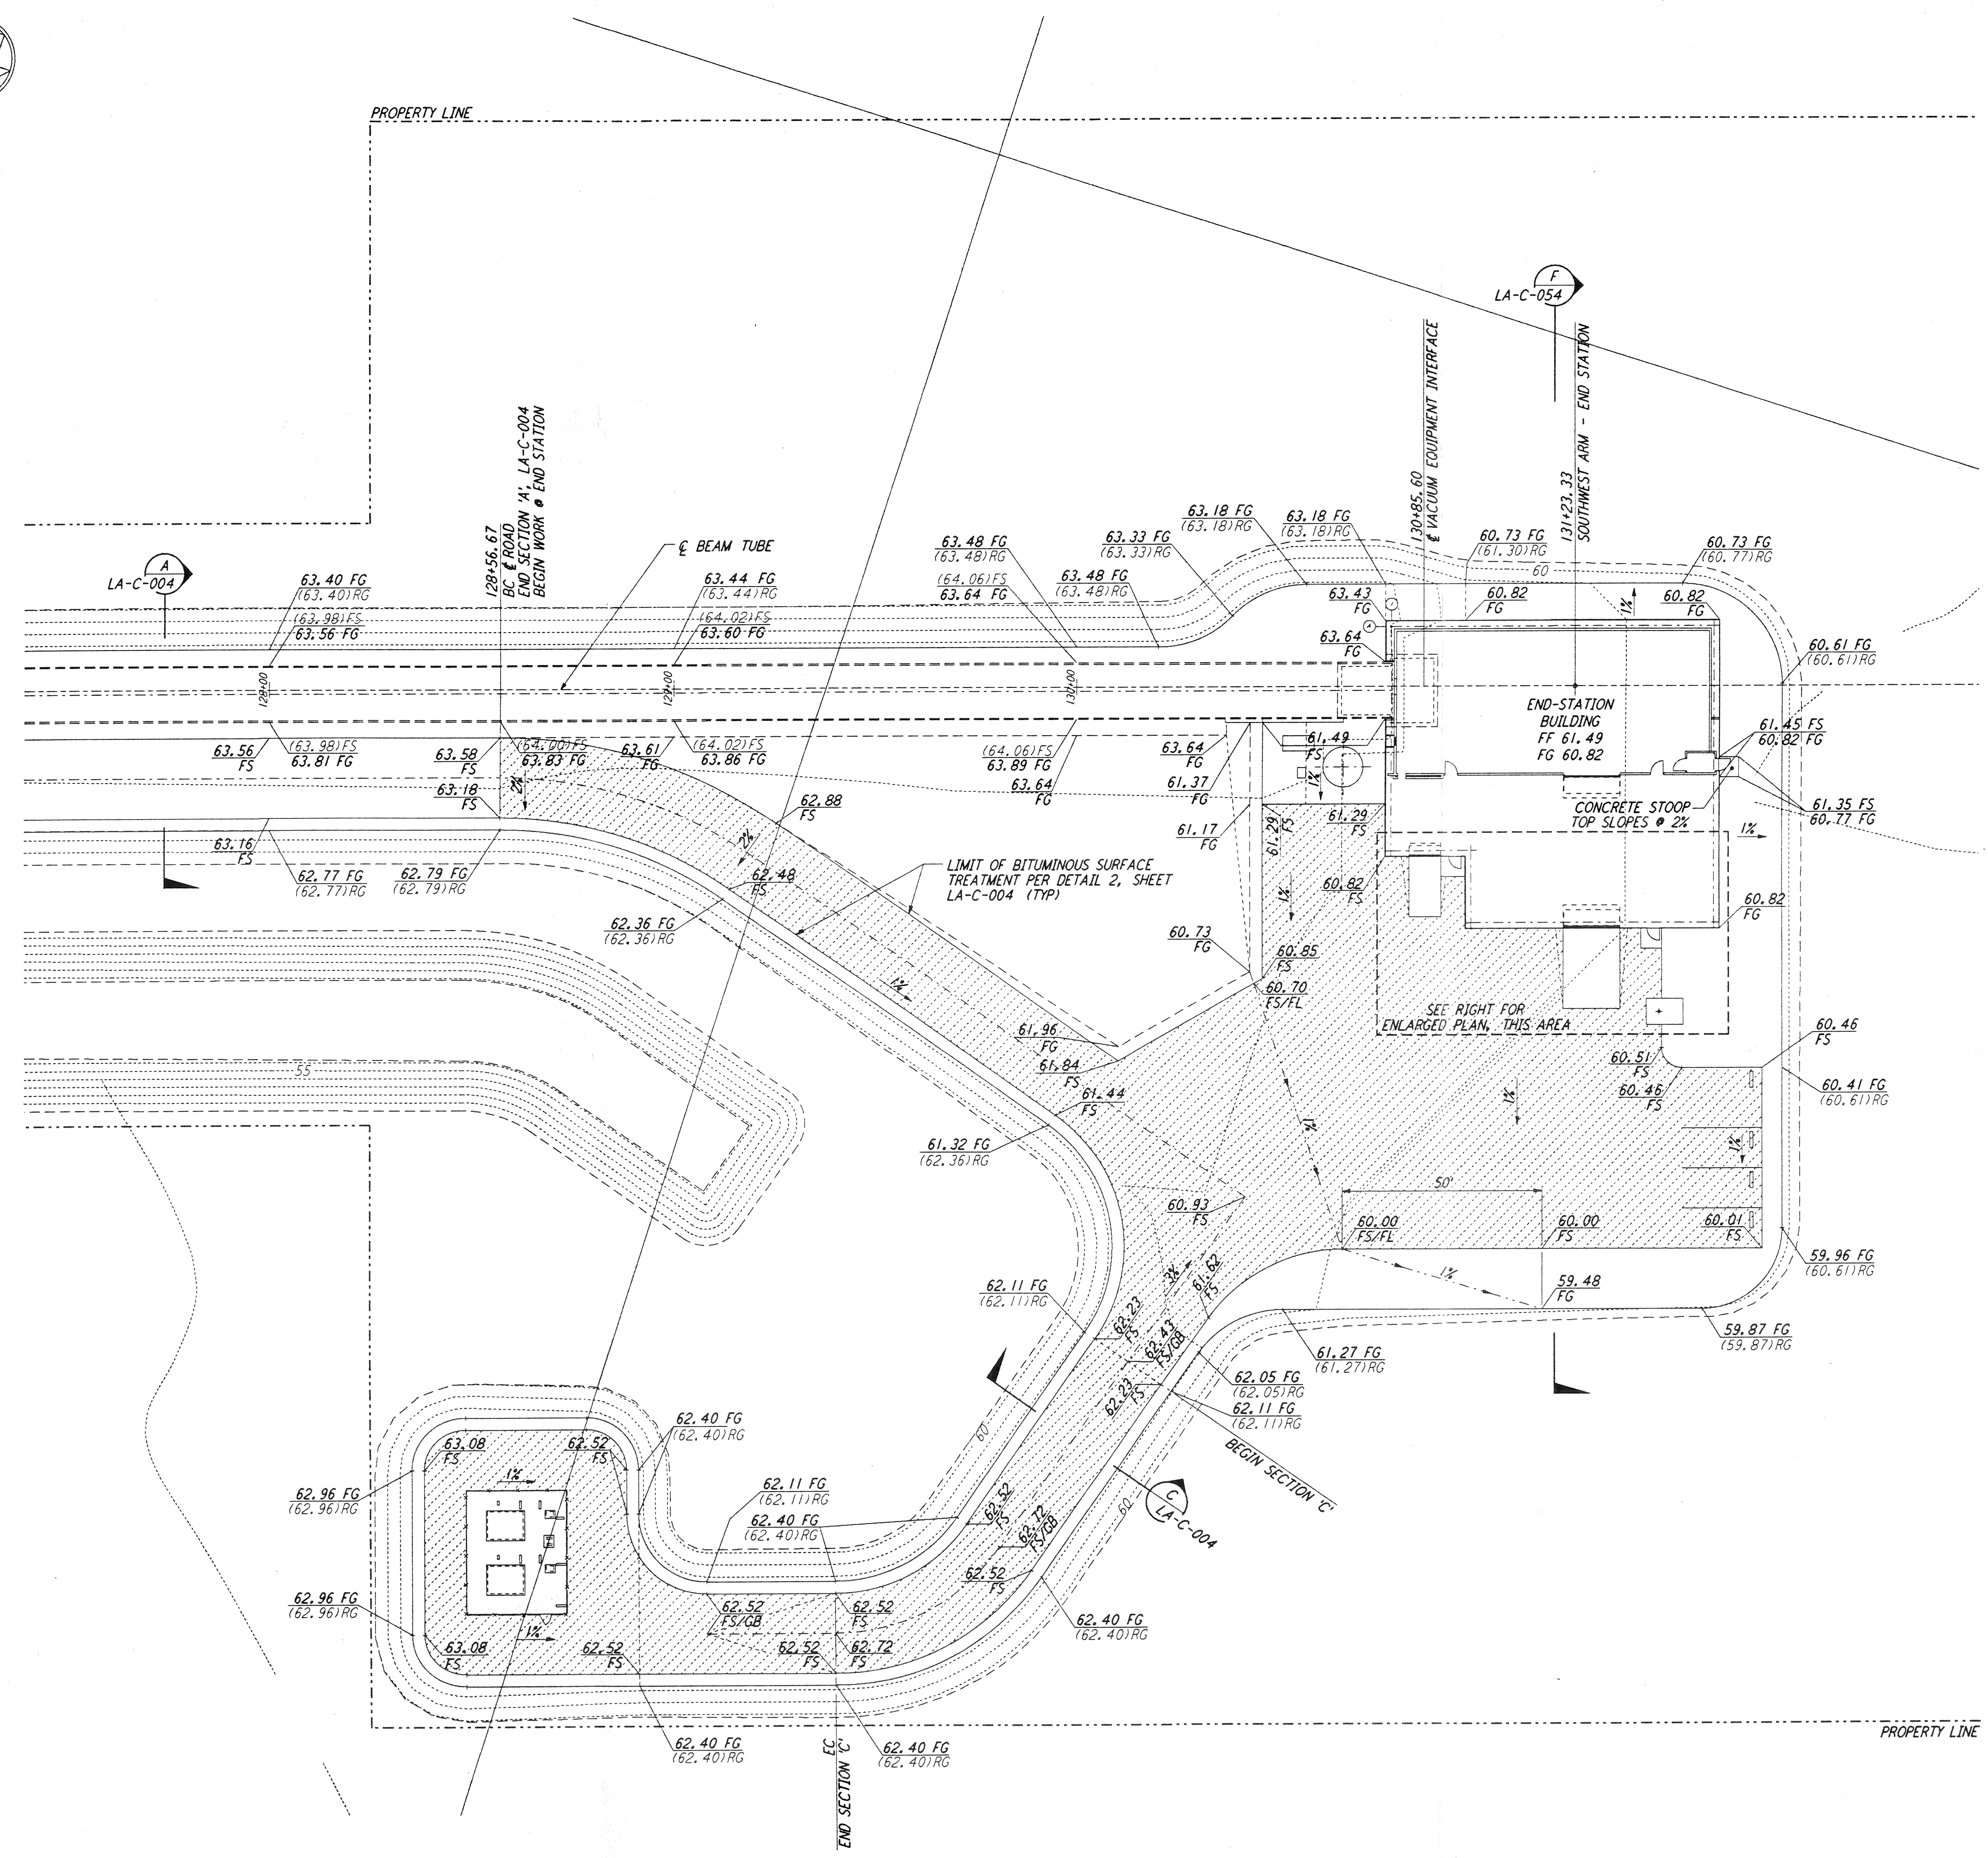 PROPERTY LINE
F
LA-C-054
130+85.60
℄ VACUUM EQUIPMENT INTERFACE
131+23.33
SOUTHWEST ARM - END STATION
128+56.67
BC ℄ ROAD
END SECTION 'A', LA-C-004
BEGIN WORK @ END STATION
A
LA-C-004
℄ BEAM TUBE
63.40 FG
(63.40)RG
(63.98)FS
63.56 FG
63.44 FG
(63.44)RG
(64.02)FS
63.60 FG
63.48 FG
(63.48)RG
(64.06)FS
63.64 FG
63.48 FG
(63.48)RG
63.33 FG
(63.33)RG
63.18 FG
(63.18)RG
63.18 FG
(63.18)RG
60.73 FG
(61.30)RG
60
60.73 FG
(60.77)RG
63.43
FG
60.82
FG
1%
60.82
FG
63.64
FG
60.61 FG
(60.61)RG
128+00
129+00
130+00
END-STATION
BUILDING
FF 61.49
FG 60.82
63.56
FS
(63.98)FS
63.81 FG
63.58
FS
(64.00)FS
63.83 FG
63.61
FG
(64.02)FS
63.86 FG
(64.06)FS
63.89 FG
63.64
FG
63.64
FG
61.49
FS
61.45 FS
60.82 FG
63.18
FS
2%
62.88
FS
61.37
FG
1%
CONCRETE STOOP
TOP SLOPES @ 2%
61.35 FS
60.77 FG
1%
63.16
FS
62.77 FG
(62.77)RG
62.79 FG
(62.79)RG
2%
61.17
FG
61.29
FS
61.29
FS
62.48
FS
LIMIT OF BITUMINOUS SURFACE
TREATMENT PER DETAIL 2, SHEET
LA-C-004 (TYP)
1%
60.82
FS
60.82
FG
62.36 FG
(62.36)RG
60.73
FG
60.85
FS
60.70
FS/FL
1%
SEE RIGHT FOR
ENLARGED PLAN, THIS AREA
61.96
FG
61.84
FS
60.51
FS
60.46
FS
60.46
FS
55
61.44
FS
61.32 FG
(62.36)RG
1%
1%
1%
60.41 FG
(60.61)RG
50'
60.93
FS
60.00
FS/FL
60.00
FS
60.01
FS
59.96 FG
(60.61)RG
3%
61.62
FS
1%
59.48
FG
62.11 FG
(62.11)RG
62.23
FS
62.43
FS/GB
62.23
FS
59.87 FG
(59.87)RG
61.27 FG
(61.27)RG
62.05 FG
(62.05)RG
62.11 FG
(62.11)RG
BEGIN SECTION 'C'
60
60
C
LA-C-004
62.40 FG
(62.40)RG
63.08
FS
62.52
FS
1%
62.96 FG
(62.96)RG
62.11 FG
(62.11)RG
62.40 FG
(62.40)RG
62.52
FS
62.72
FS/GB
62.52
FS
62.96 FG
(62.96)RG
62.52
FS/GB
62.52
FS
62.40 FG
(62.40)RG
1%
63.08
FS
62.52
FS
62.52
FS
62.72
FS
62.40 FG
(62.40)RG
62.40 FG
(62.40)RG
EC
END SECTION 'C'
PROPERTY LINE